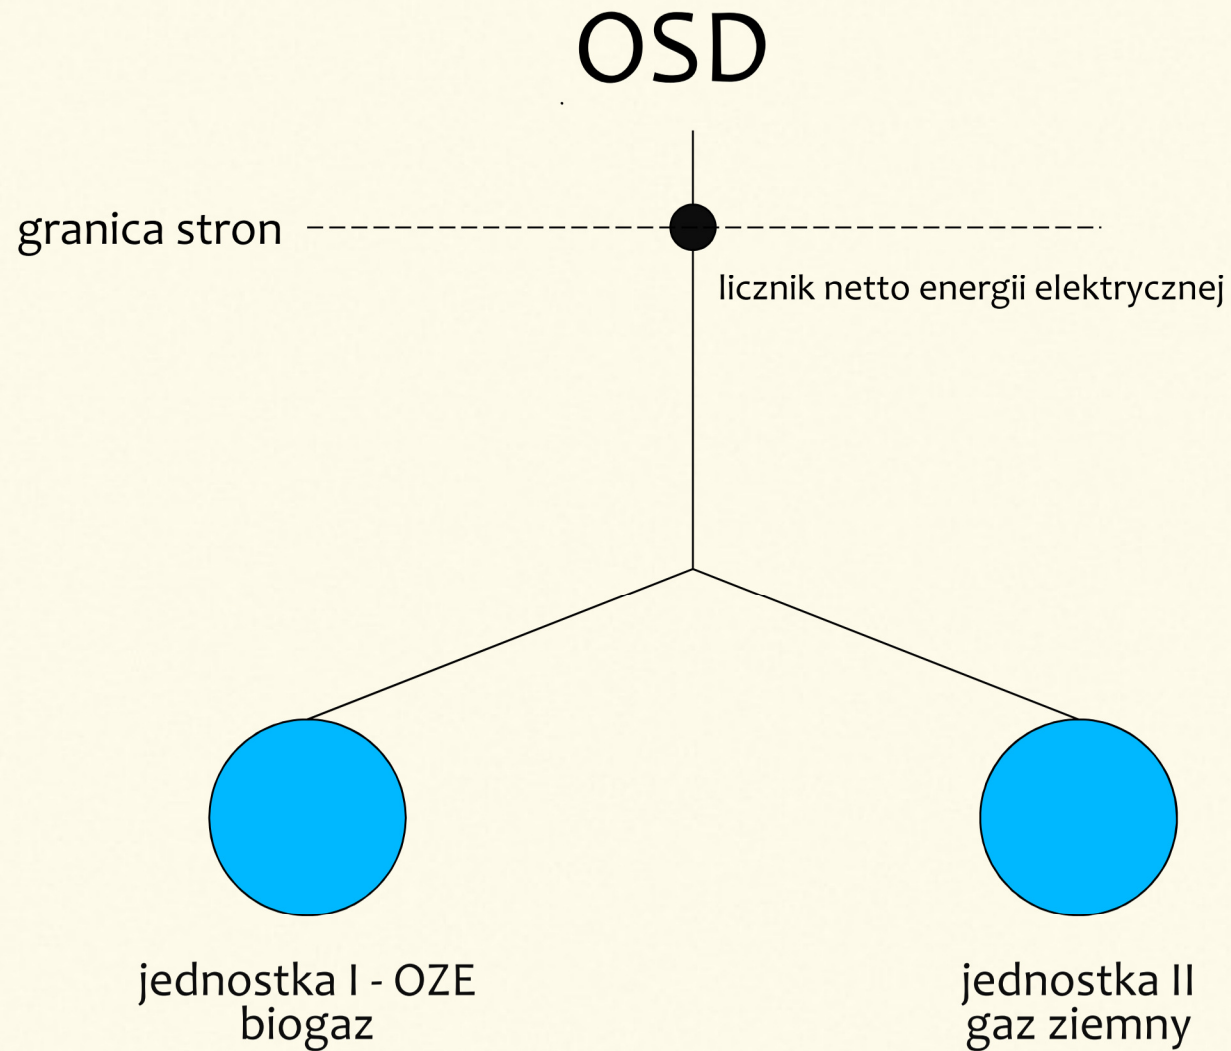 OSD
granica stron
licznik netto energii elektrycznej
jednostka I - OZE
biogaz
jednostka II
gaz ziemny